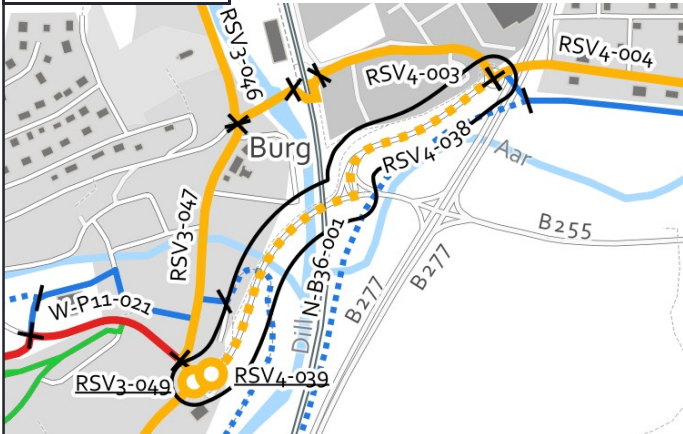 RSV3-046
RSV4-003
RSV4-004
Burg
RSV4-038
Aar
RSV3-047
B255
N-B36-001
B277
B277
W-P11-021
Dill
RSV3-049
RSV4-039